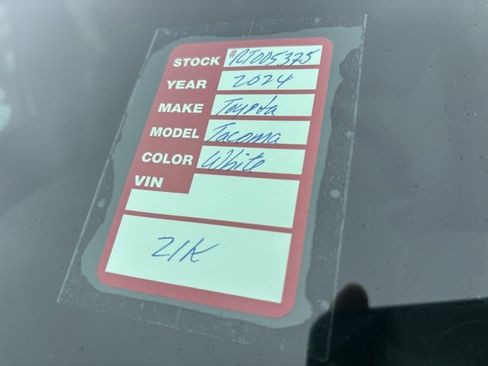 STOCK #RT005375
YEAR 2024
MAKE Toyota
MODEL Tacoma
COLOR White
VIN
21K